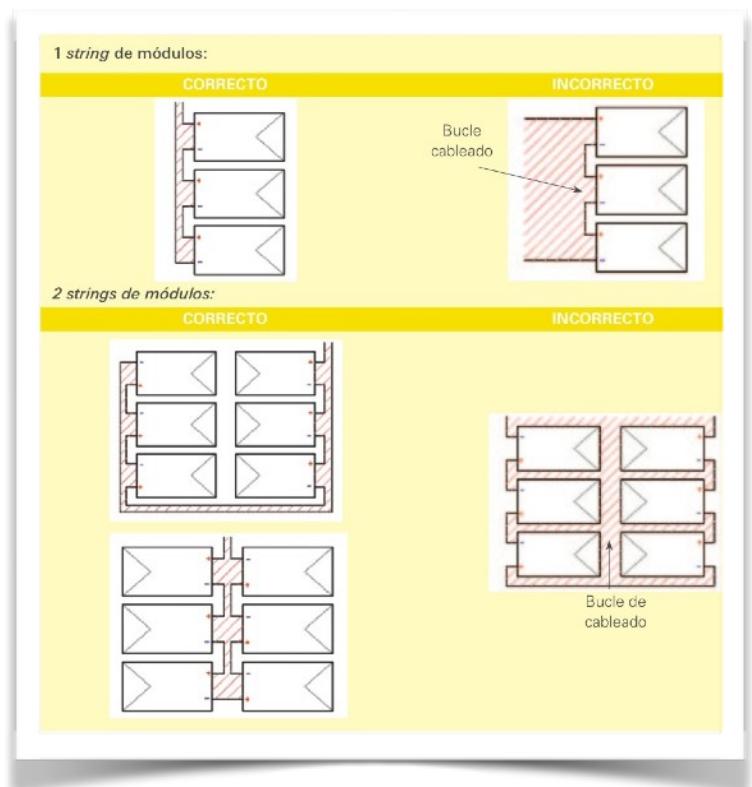 1 string de módulos:
CORRECTO
INCORRECTO
Bucle
cableado
2 strings de módulos:
CORRECTO
INCORRECTO
Bucle de
cableado